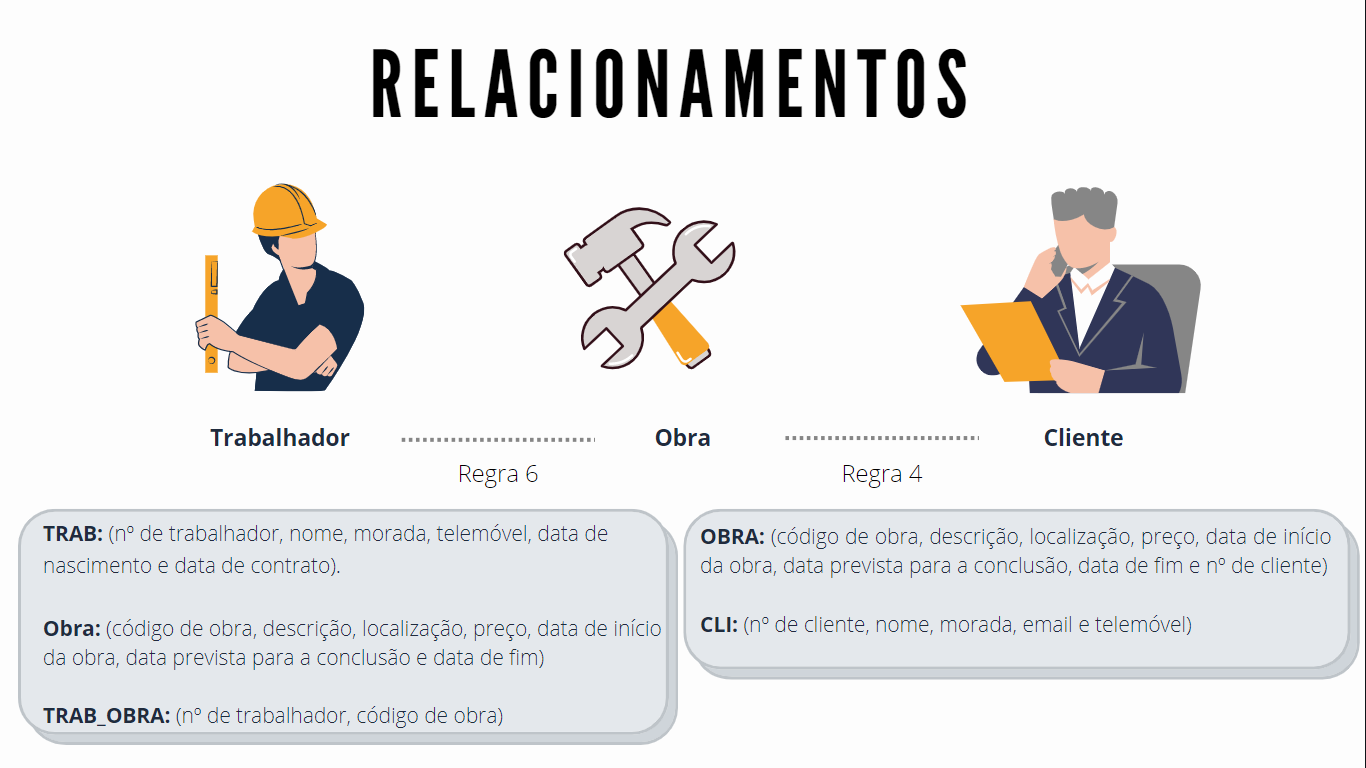 RELACIONAMENTOS
Trabalhador
Obra
Cliente
Regra 6
Regra 4
TRAB: (nº de trabalhador, nome, morada, telemóvel, data de
nascimento e data de contrato).
Obra: (código de obra, descrição, localização, preço, data de início
da obra, data prevista para a conclusão e data de fim)
TRAB_OBRA: (nº de trabalhador, código de obra)
OBRA: (código de obra, descrição, localização, preço, data de início
da obra, data prevista para a conclusão, data de fim e nº de cliente)
CLI: (nº de cliente, nome, morada, email e telemóvel)